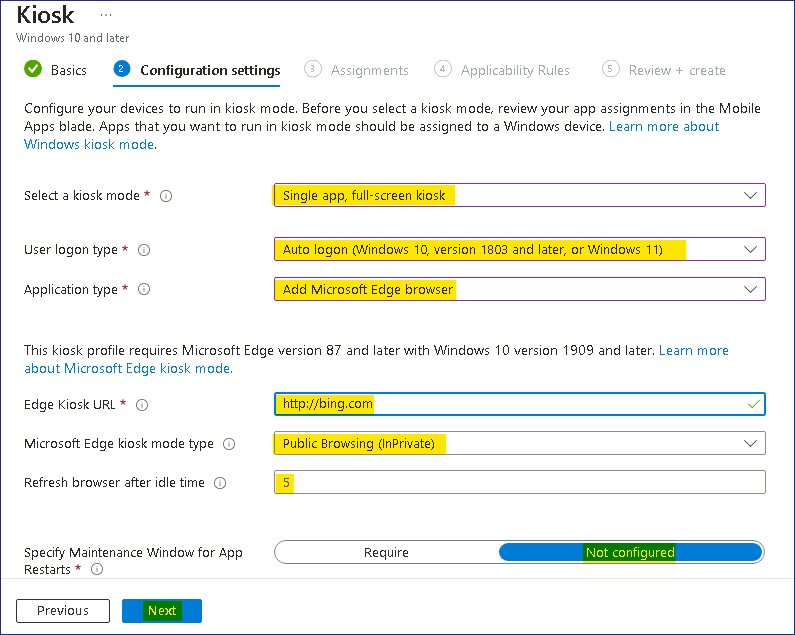 Kiosk ...
Windows 10 and later
Basics 2 Configuration settings 3 Assignments 4 Applicability Rules 5 Review + create
Configure your devices to run in kiosk mode. Before you select a kiosk mode, review your app assignments in the Mobile
Apps blade. Apps that you want to run in kiosk mode should be assigned to a Windows device. Learn more about
Windows kiosk mode.
Select a kiosk mode * Single app, full-screen kiosk
User logon type * Auto logon (Windows 10, version 1803 and later, or Windows 11)
Application type * Add Microsoft Edge browser
This kiosk profile requires Microsoft Edge version 87 and later with Windows 10 version 1909 and later. Learn more
about Microsoft Edge kiosk mode.
Edge Kiosk URL * http://bing.com
Microsoft Edge kiosk mode type Public Browsing (InPrivate)
Refresh browser after idle time 5
Specify Maintenance Window for App Require Not configured
Restarts *
Previous Next